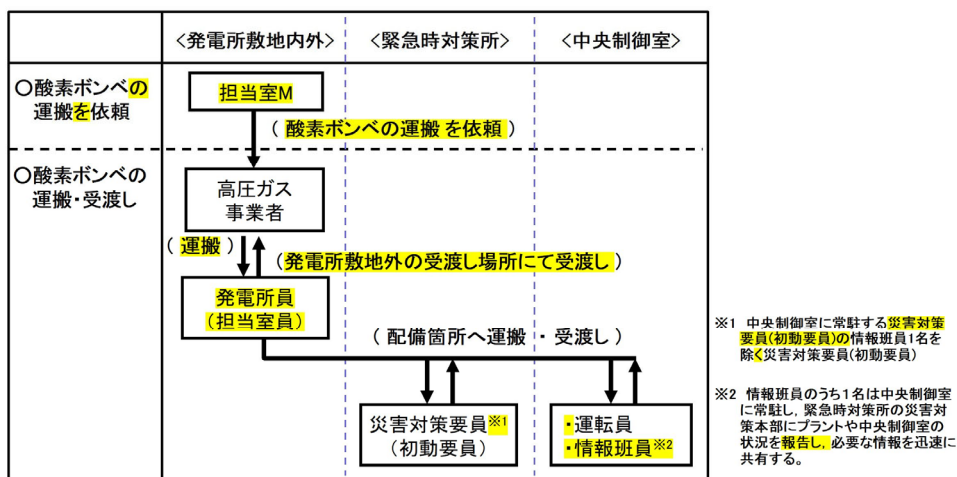 <発電所敷地内外>
<緊急時対策所>
<中央制御室>
○酸素ボンベの
運搬を依頼
担当室M
(酸素ボンベの運搬を依頼)
○酸素ボンベの
運搬・受渡し
高圧ガス
事業者
(運搬)
(発電所敷地外の受渡し場所にて受渡し)
発電所員
(担当室員)
(配備箇所へ運搬・受渡し)
災害対策要員※1
(初動要員)
・運転員
・情報班員※2
※1 中央制御室に常駐する災害対策
要員(初動要員)の情報班員1名を
除く災害対策要員(初動要員)
※2 情報班員のうち1名は中央制御室
に常駐し,緊急時対策所の災害対
策本部にプラントや中央制御室の
状況を報告し,必要な情報を迅速に
共有する。